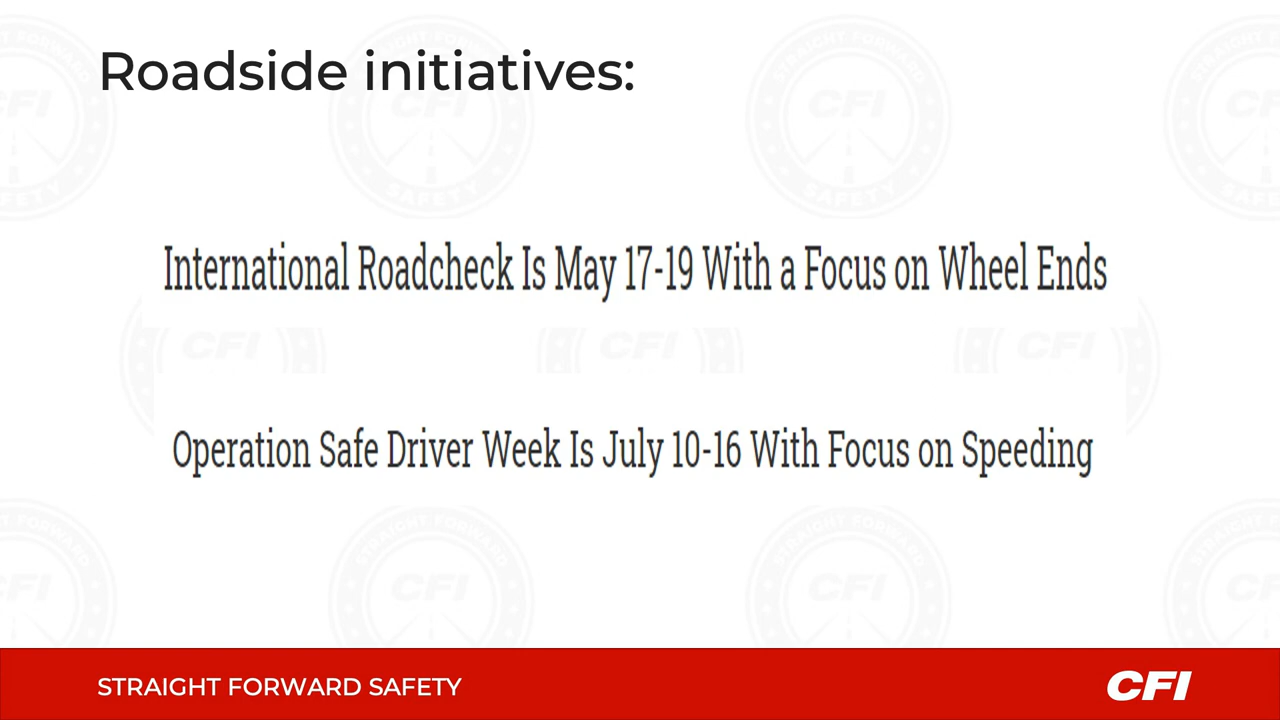 Roadside initiatives:
International Roadcheck Is May 17-19 With a Focus on Wheel Ends
Operation Safe Driver Week Is July 10-16 With Focus on Speeding
STRAIGHT FORWARD SAFETY
CFI